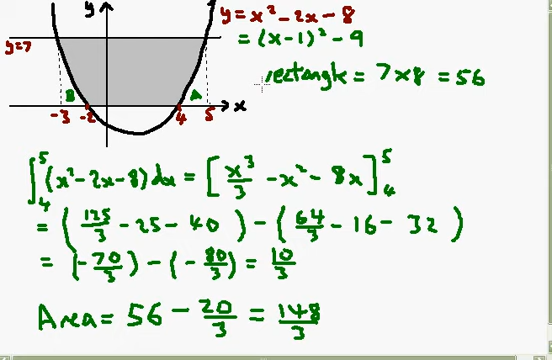 y y = x² - 2x - 8
y=7 = (x-1)² - 9
rectangle = 7 x 8 = 56
B A x
-3 -2 4 5
∫₄⁵ (x² - 2x - 8) dx = [x³/3 - x² - 8x]₄⁵
= (125/3 - 25 - 40) - (64/3 - 16 - 32)
= (-70/3) - (-80/3) = 10/3
Area = 56 - 20/3 = 148/3